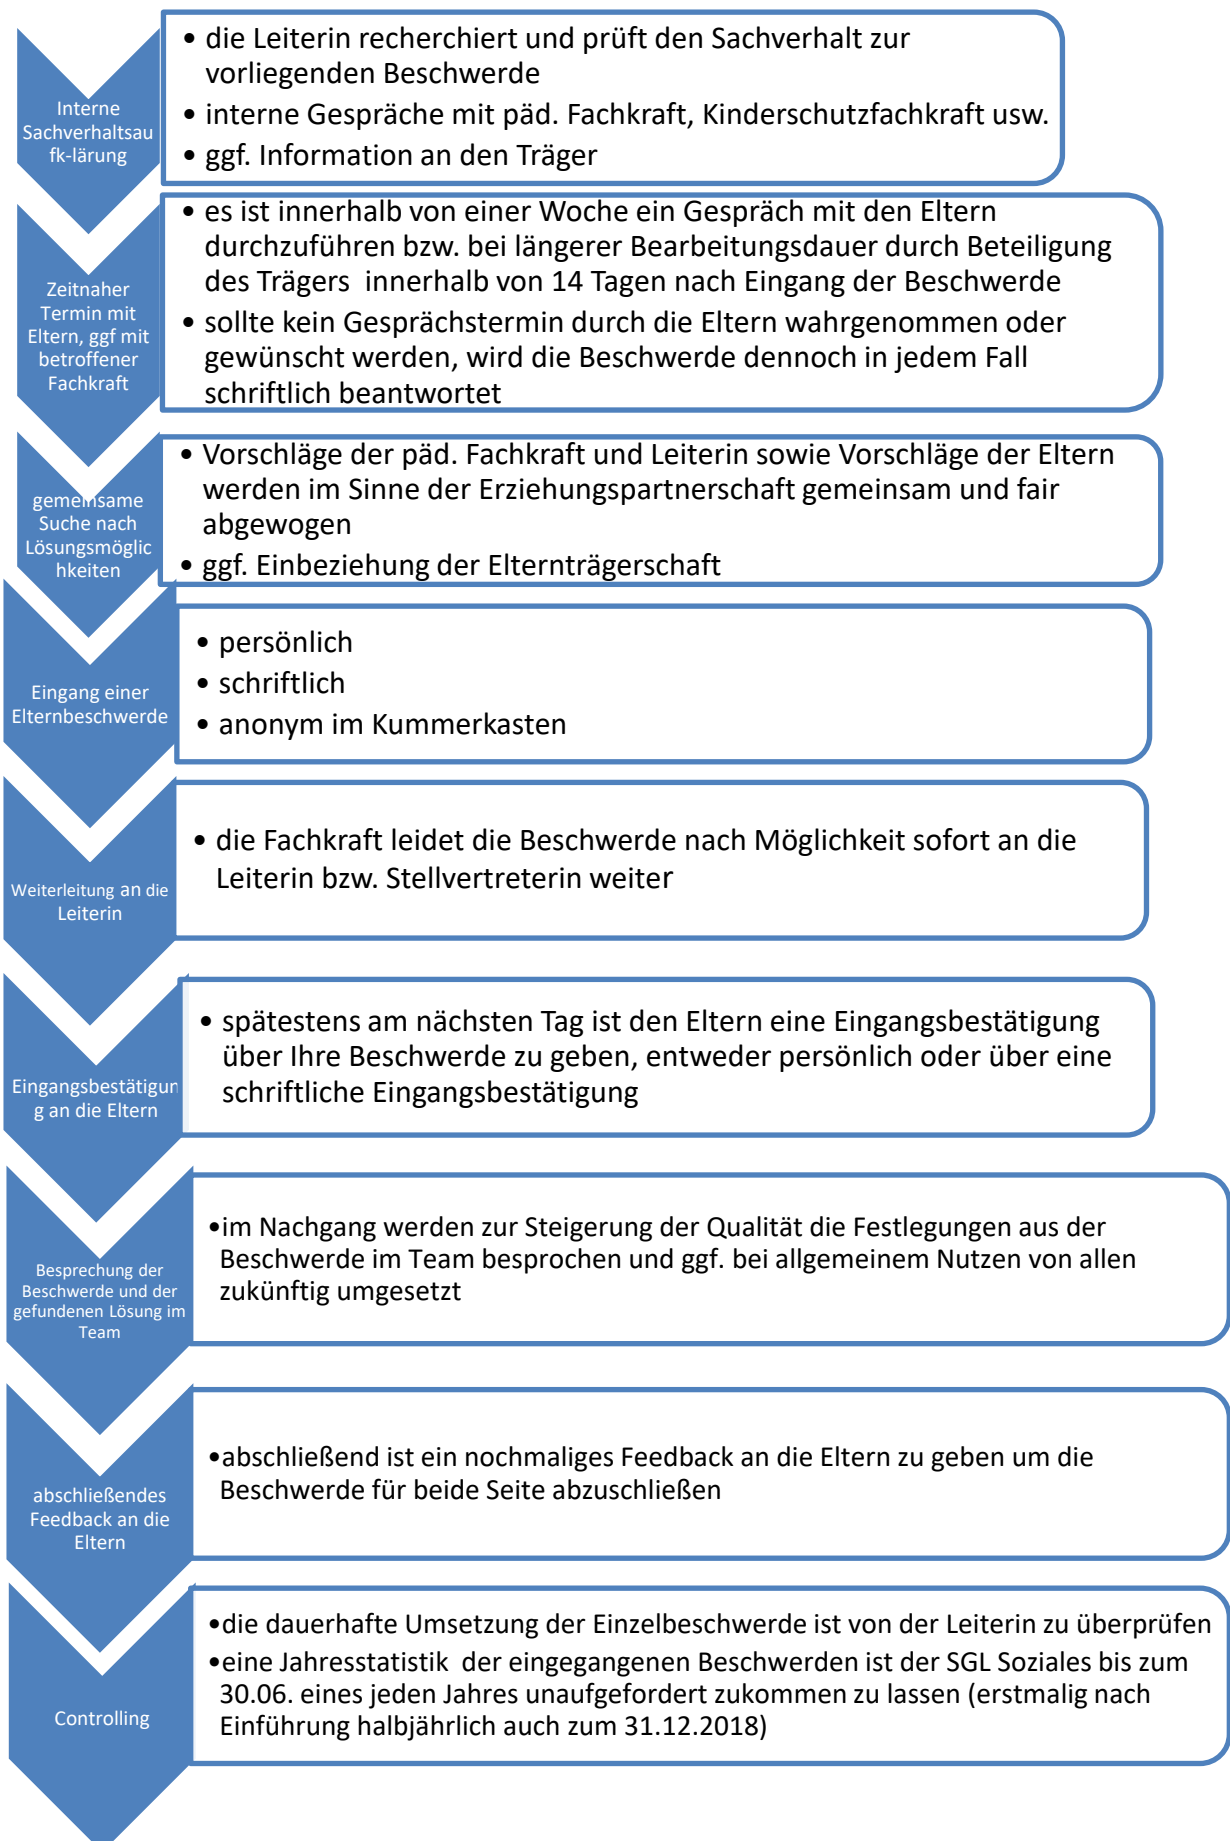 Interne
Sachverhaltsau
fk-lärung
• die Leiterin recherchiert und prüft den Sachverhalt zur
vorliegenden Beschwerde
• interne Gespräche mit päd. Fachkraft, Kinderschutzfachkraft usw.
• ggf. Information an den Träger
Zeitnaher
Termin mit
Eltern, ggf mit
betroffener
Fachkraft
• es ist innerhalb von einer Woche ein Gespräch mit den Eltern
durchzuführen bzw. bei längerer Bearbeitungsdauer durch Beteiligung
des Trägers innerhalb von 14 Tagen nach Eingang der Beschwerde
• sollte kein Gesprächstermin durch die Eltern wahrgenommen oder
gewünscht werden, wird die Beschwerde dennoch in jedem Fall
schriftlich beantwortet
gemeinsame
Suche nach
Lösungsmöglic
hkeiten
• Vorschläge der päd. Fachkraft und Leiterin sowie Vorschläge der Eltern
werden im Sinne der Erziehungspartnerschaft gemeinsam und fair
abgewogen
• ggf. Einbeziehung der Elternträgerschaft
Eingang einer
Elternbeschwerde
• persönlich
• schriftlich
• anonym im Kummerkasten
Weiterleitung an die
Leiterin
• die Fachkraft leidet die Beschwerde nach Möglichkeit sofort an die
Leiterin bzw. Stellvertreterin weiter
Eingangsbestätigun
g an die Eltern
• spätestens am nächsten Tag ist den Eltern eine Eingangsbestätigung
über Ihre Beschwerde zu geben, entweder persönlich oder über eine
schriftliche Eingangsbestätigung
Besprechung der
Beschwerde und der
gefundenen Lösung im
Team
•im Nachgang werden zur Steigerung der Qualität die Festlegungen aus der
Beschwerde im Team besprochen und ggf. bei allgemeinem Nutzen von allen
zukünftig umgesetzt
abschließendes
Feedback an die
Eltern
•abschließend ist ein nochmaliges Feedback an die Eltern zu geben um die
Beschwerde für beide Seite abzuschließen
Controlling
•die dauerhafte Umsetzung der Einzelbeschwerde ist von der Leiterin zu überprüfen
•eine Jahresstatistik der eingegangenen Beschwerden ist der SGL Soziales bis zum
30.06. eines jeden Jahres unaufgefordert zukommen zu lassen (erstmalig nach
Einführung halbjährlich auch zum 31.12.2018)